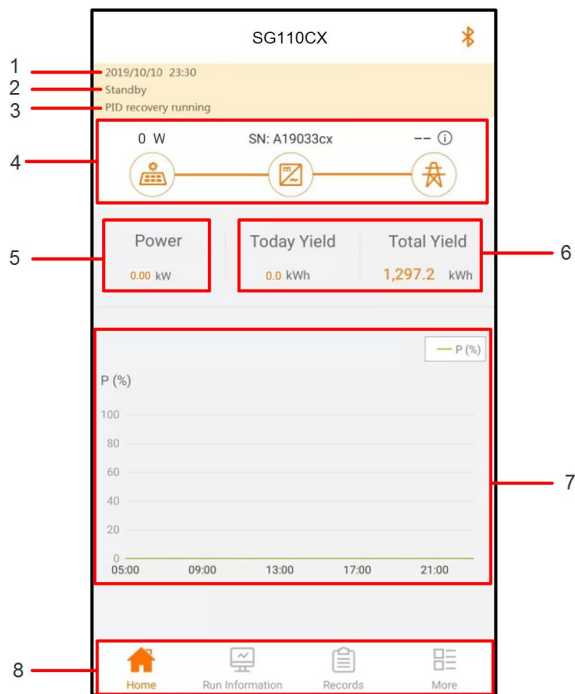 SG110CX
1
2019/10/10 23:30
2
Standby
3
PID recovery running
4
0 W SN: A19033cx --
5
6
Power Today Yield Total Yield
0.00 kW 0.0 kWh 1,297.2 kWh
7
P (%)
P (%)
100
80
60
40
20
0
05:00 09:00 13:00 17:00 21:00
8
Home Run Information Records More